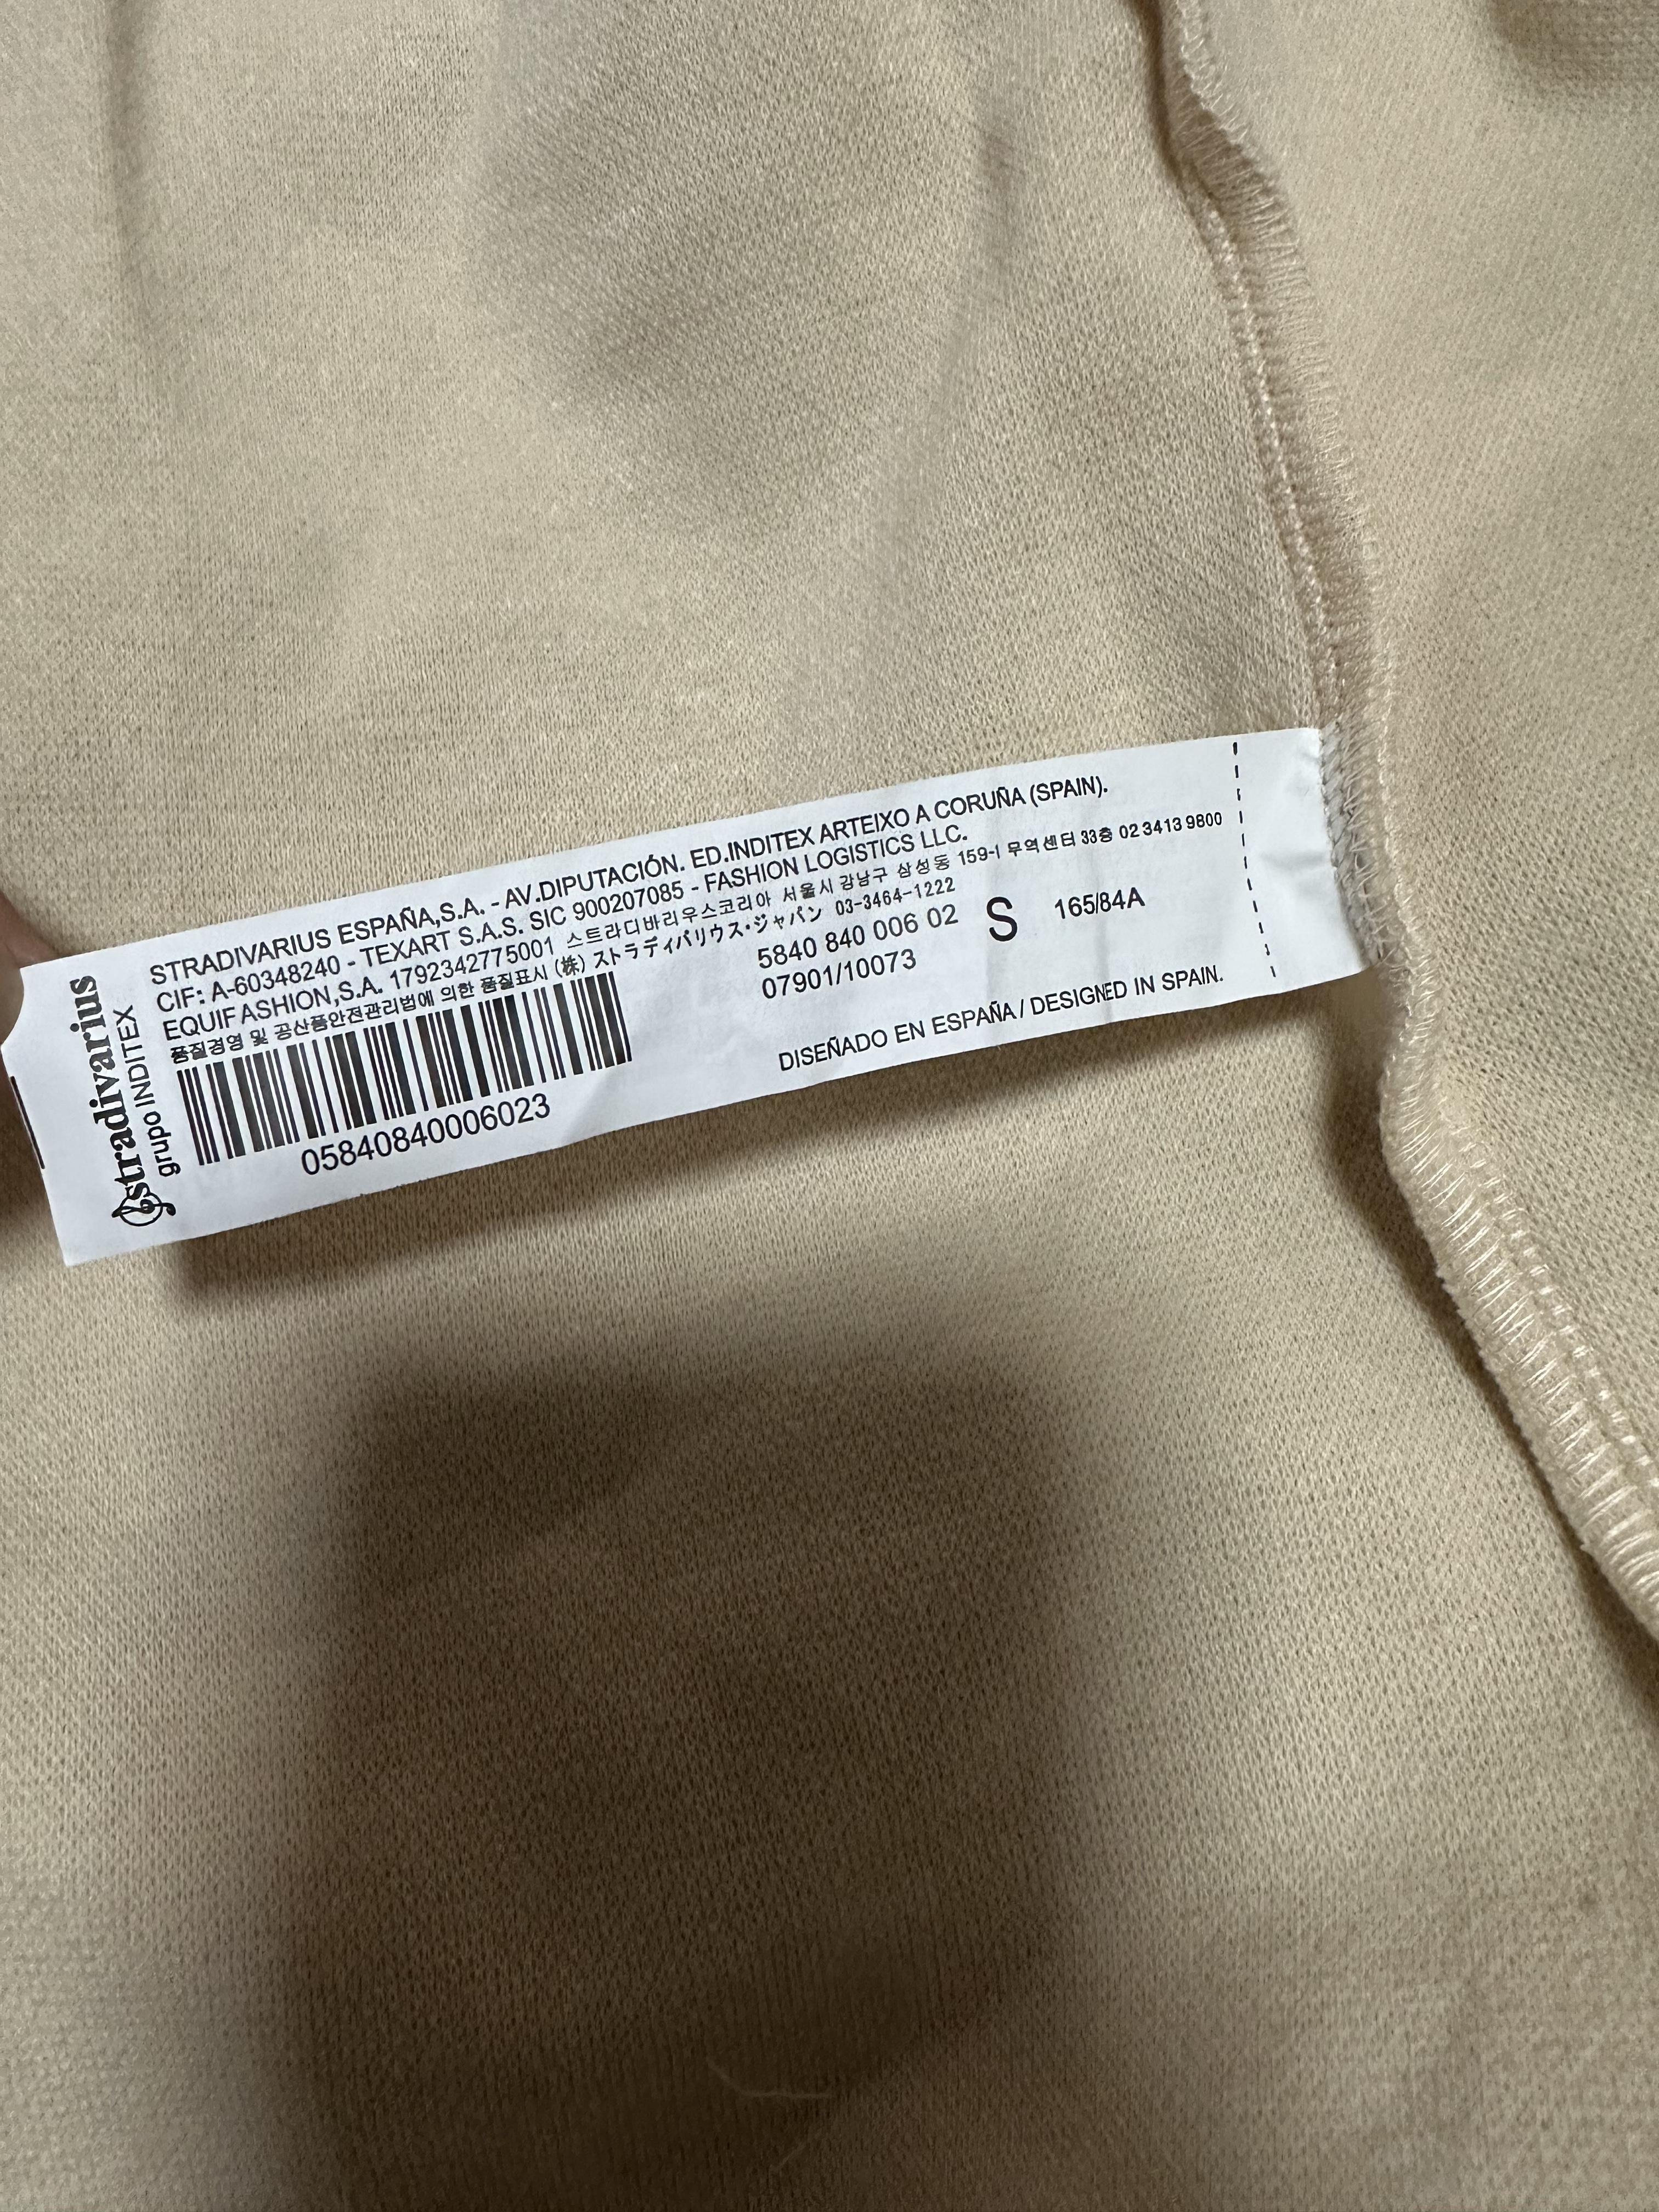 stradivarius
grupo INDITEX
STRADIVARIUS ESPAÑA,S.A. - AV.DIPUTACIÓN. ED.INDITEX ARTEIXO A CORUÑA (SPAIN).
CIF: A-60348240 - TEXART S.A.S. SIC 900207085 - FASHION LOGISTICS LLC.
EQUIFASHION,S.A. 1792342775001 스트라디바리우스코리아 서울시 강남구 삼성동 159-1 무역센터 33층 02 3413 9800
품질경영 및 공산품안전관리법에 의한 품질표시 (株) ストラディバリウス・ジャパン 03-3464-1222
05840840006023
5840 840 006 02
07901/10073
S
165/84A
DISEÑADO EN ESPAÑA / DESIGNED IN SPAIN.